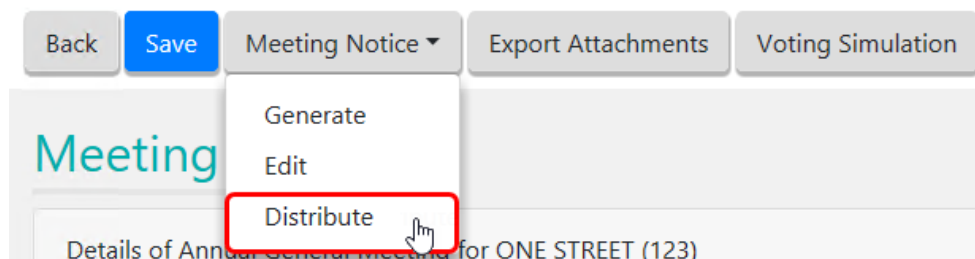 Back Save Meeting Notice Export Attachments Voting Simulation
Generate
Meeting
Edit
Distribute
Details of Annual General Meeting for ONE STREET (123)